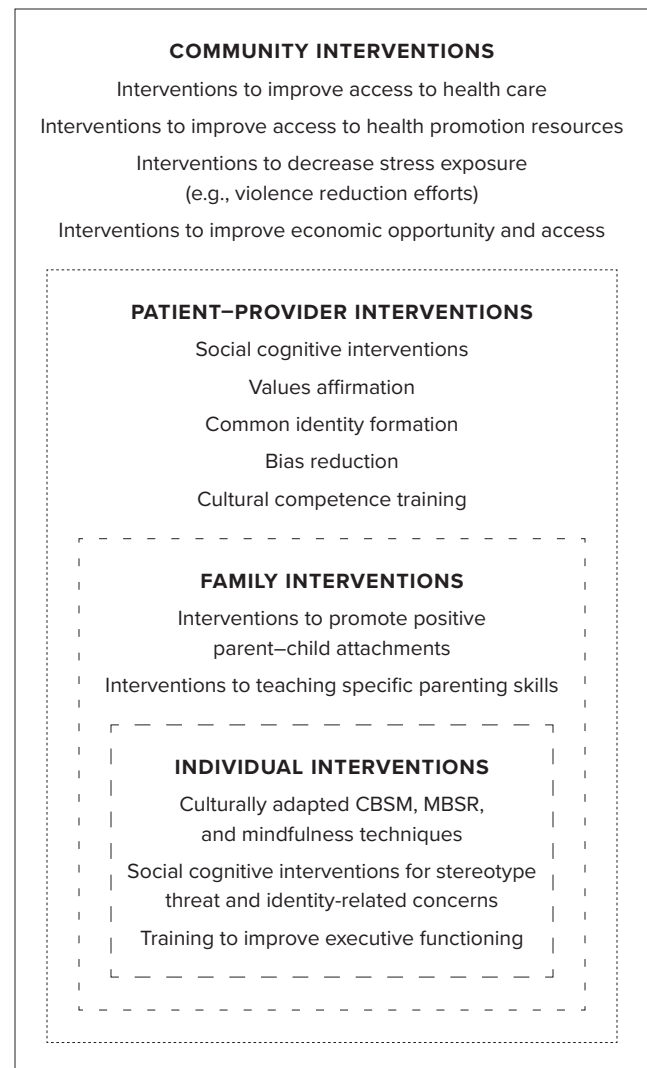 COMMUNITY INTERVENTIONS
Interventions to improve access to health care
Interventions to improve access to health promotion resources
Interventions to decrease stress exposure
(e.g., violence reduction efforts)
Interventions to improve economic opportunity and access
PATIENT–PROVIDER INTERVENTIONS
Social cognitive interventions
Values affirmation
Common identity formation
Bias reduction
Cultural competence training
FAMILY INTERVENTIONS
Interventions to promote positive
parent–child attachments
Interventions to teaching specific parenting skills
INDIVIDUAL INTERVENTIONS
Culturally adapted CBSM, MBSR,
and mindfulness techniques
Social cognitive interventions for stereotype
threat and identity-related concerns
Training to improve executive functioning